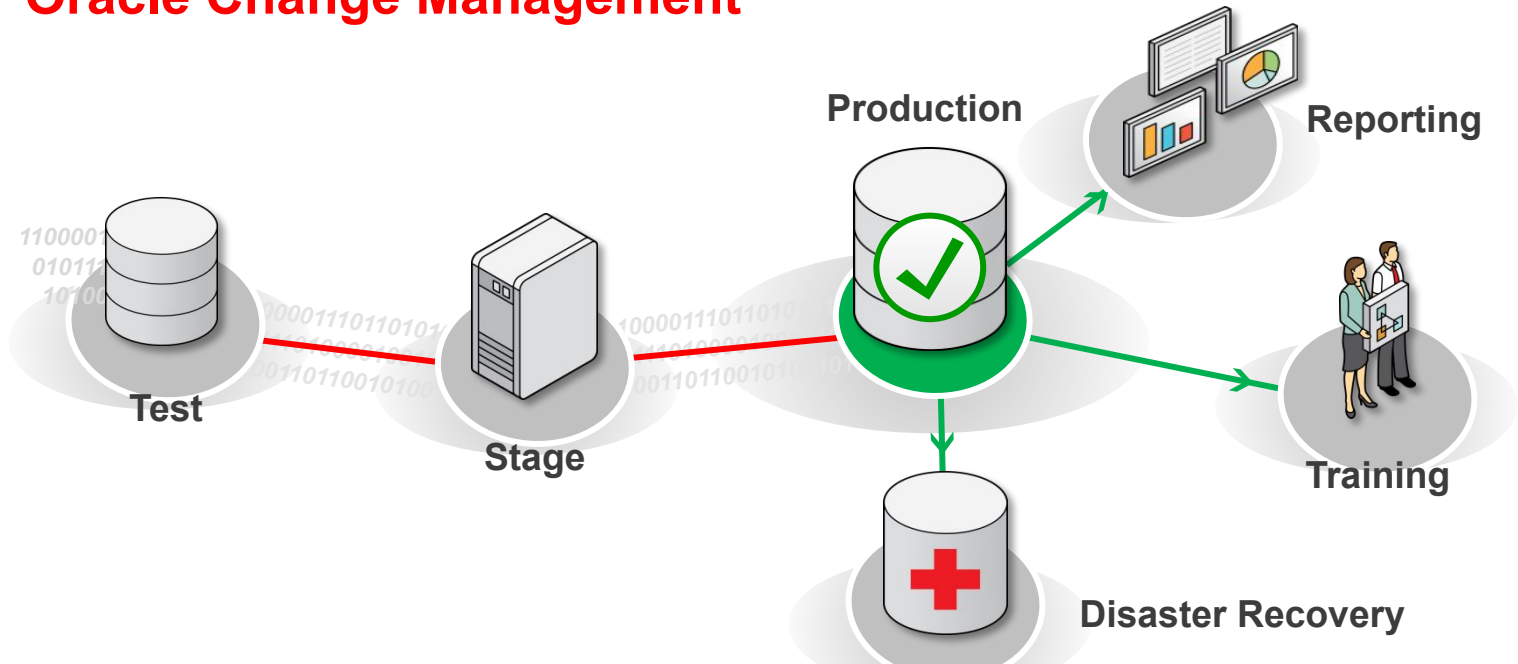 Oracle Change Management
Production
Reporting
Test
Stage
Training
Disaster Recovery